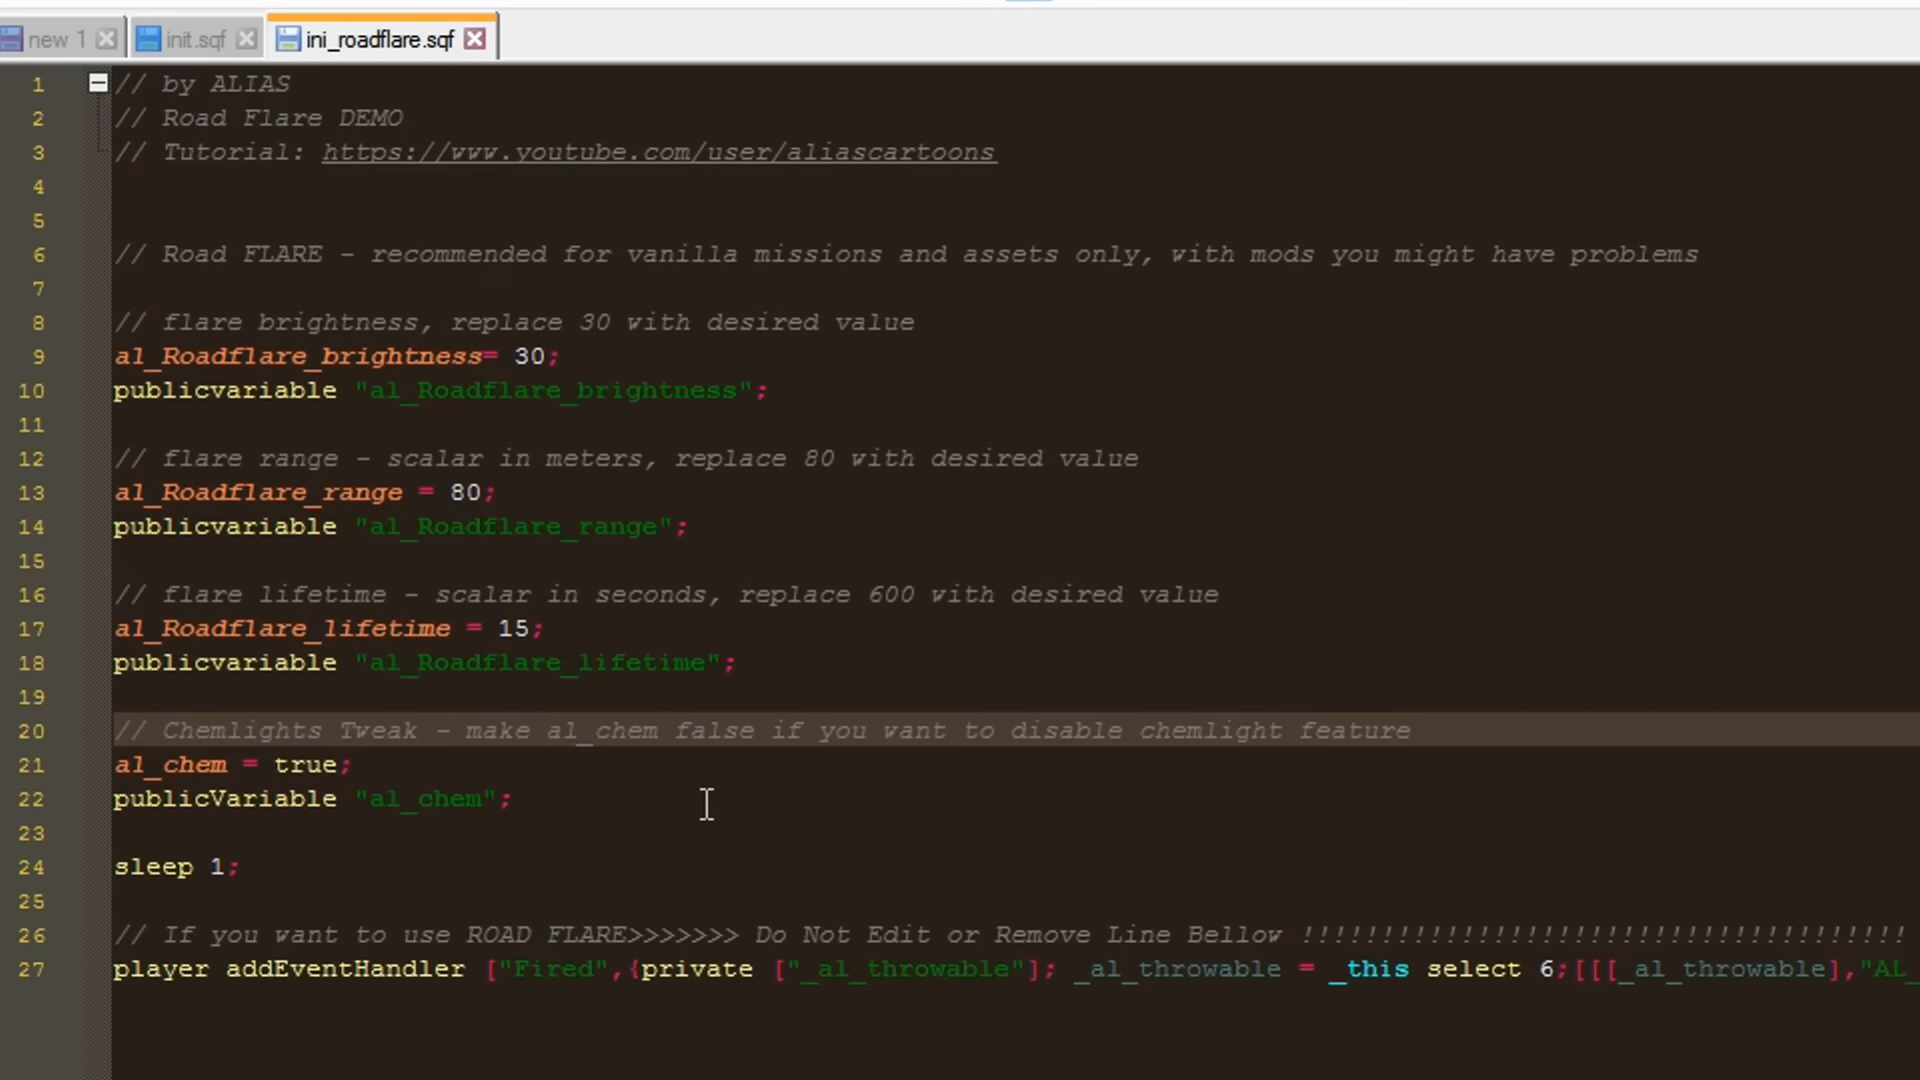 new 1 init.sqf ini_roadflare.sqf
1 // by ALIAS
2 // Road Flare DEMO
3 // Tutorial: https://www.youtube.com/user/aliascartoons
4
5
6 // Road FLARE - recommended for vanilla missions and assets only, with mods you might have problems
7
8 // flare brightness, replace 30 with desired value
9 al_Roadflare_brightness= 30;
10 publicvariable "al_Roadflare_brightness";
11
12 // flare range - scalar in meters, replace 80 with desired value
13 al_Roadflare_range = 80;
14 publicvariable "al_Roadflare_range";
15
16 // flare lifetime - scalar in seconds, replace 600 with desired value
17 al_Roadflare_lifetime = 15;
18 publicvariable "al_Roadflare_lifetime";
19
20 // Chemlights Tweak - make al_chem false if you want to disable chemlight feature
21 al_chem = true;
22 publicVariable "al_chem";
23
24 sleep 1;
25
26 // If you want to use ROAD FLARE>>>>>>> Do Not Edit or Remove Line Bellow !!!!!!!!!!!!!!!!!!!!!!!!!!!!!!!!!!!!!!
27 player addEventHandler ["Fired",{private ["_al_throwable"]; _al_throwable = _this select 6;[[[_al_throwable],"AL_